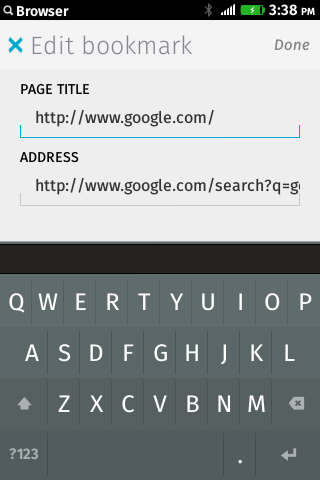 Browser 3:38 PM
Edit bookmark Done
PAGE TITLE
http://www.google.com/
ADDRESS
http://www.google.com/search?q=g
Q W E R T Y U I O P
A S D F G H J K L
Z X C V B N M
?123 .